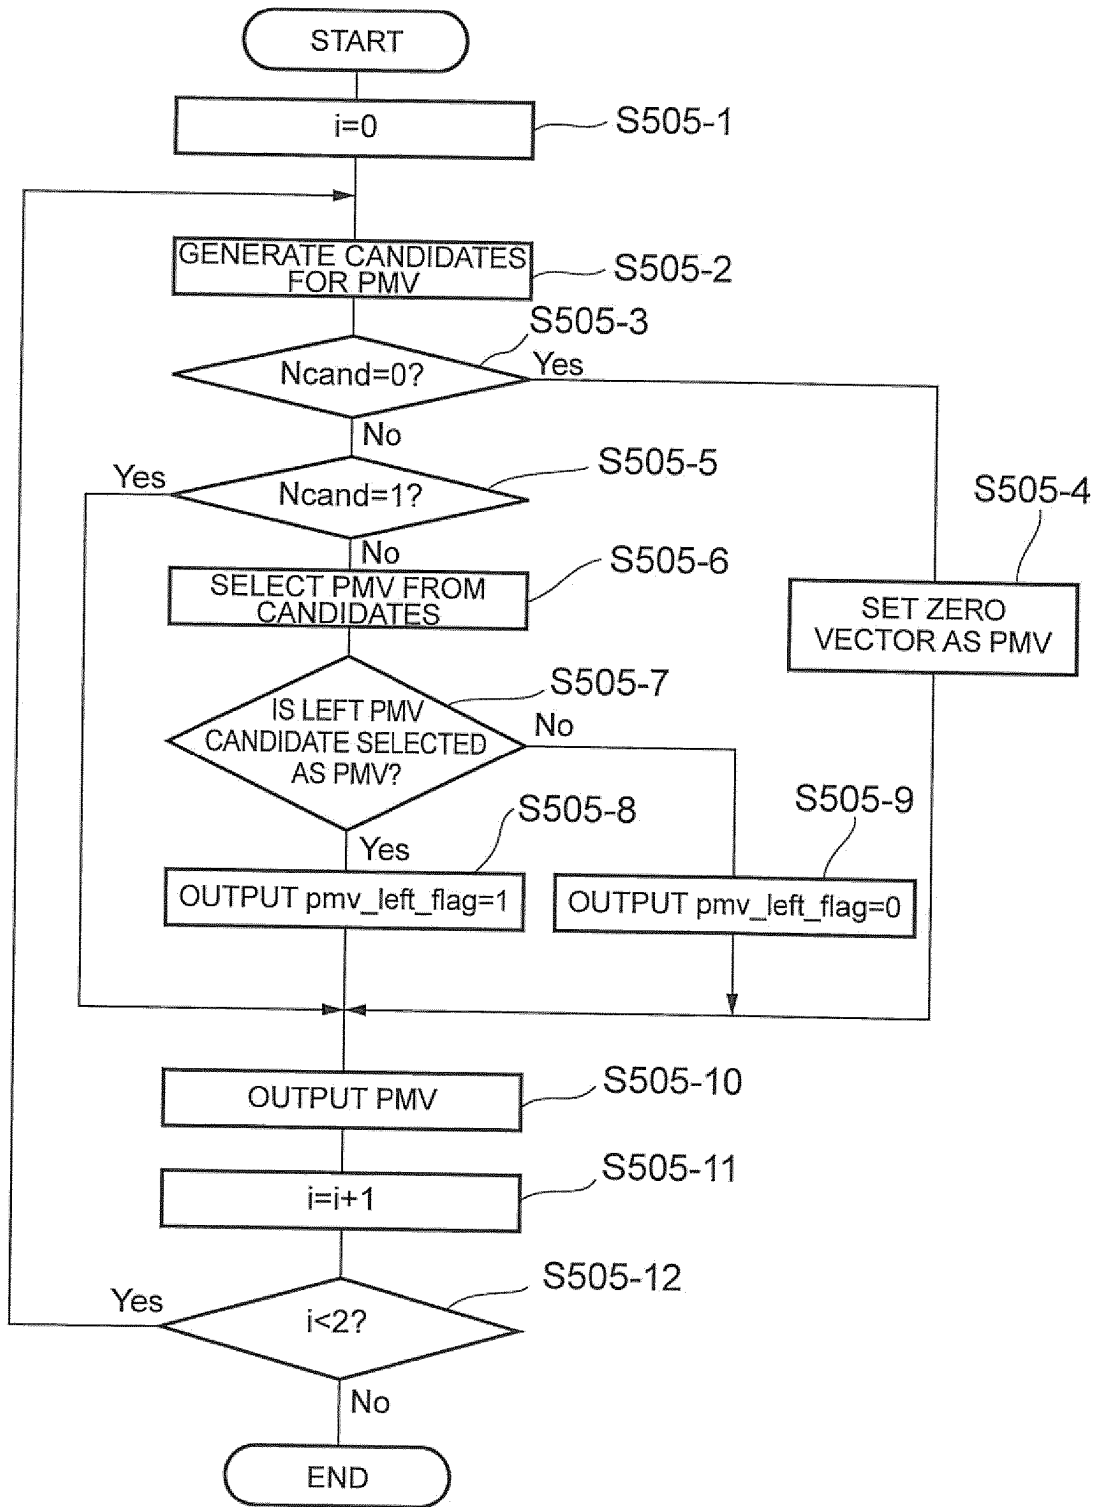 START
i=0
S505-1
GENERATE CANDIDATES
FOR PMV
S505-2
S505-3
Ncand=0?
Yes
No
S505-5
Yes
Ncand=1?
No
S505-4
SELECT PMV FROM
CANDIDATES
S505-6
SET ZERO
VECTOR AS PMV
S505-7
IS LEFT PMV
CANDIDATE SELECTED
AS PMV?
No
S505-8
S505-9
Yes
OUTPUT pmv_left_flag=1
OUTPUT pmv_left_flag=0
OUTPUT PMV
S505-10
i=i+1
S505-11
S505-12
Yes
i<2?
No
END